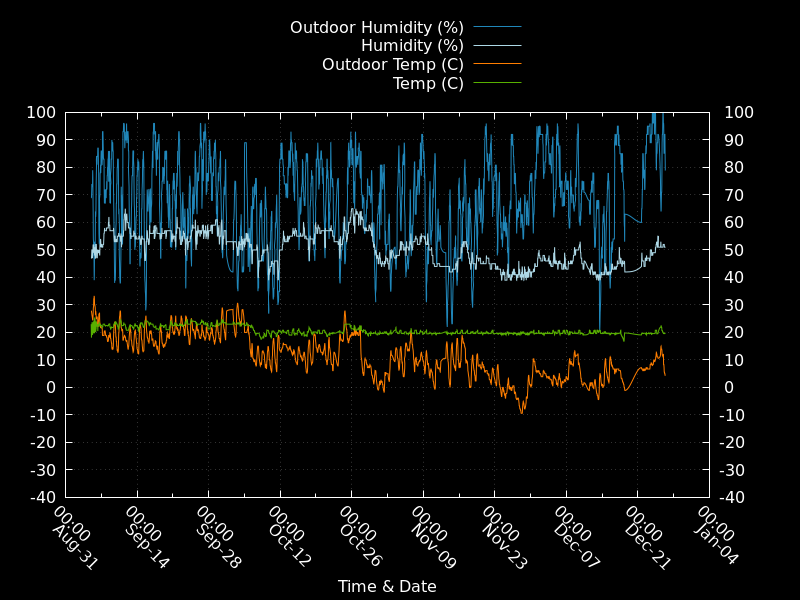 Outdoor Humidity (%)
Humidity (%)
Outdoor Temp (C)
Temp (C)
100 100
90 90
80 80
70 70
60 60
50 50
40 40
30 30
20 20
10 10
0 0
-10 -10
-20 -20
-30 -30
-40 -40
00:00 Aug-31
00:00 Sep-14
00:00 Sep-28
00:00 Oct-12
00:00 Oct-26
00:00 Nov-09
00:00 Nov-23
00:00 Dec-07
00:00 Dec-21
00:00 Jan-04
Time & Date